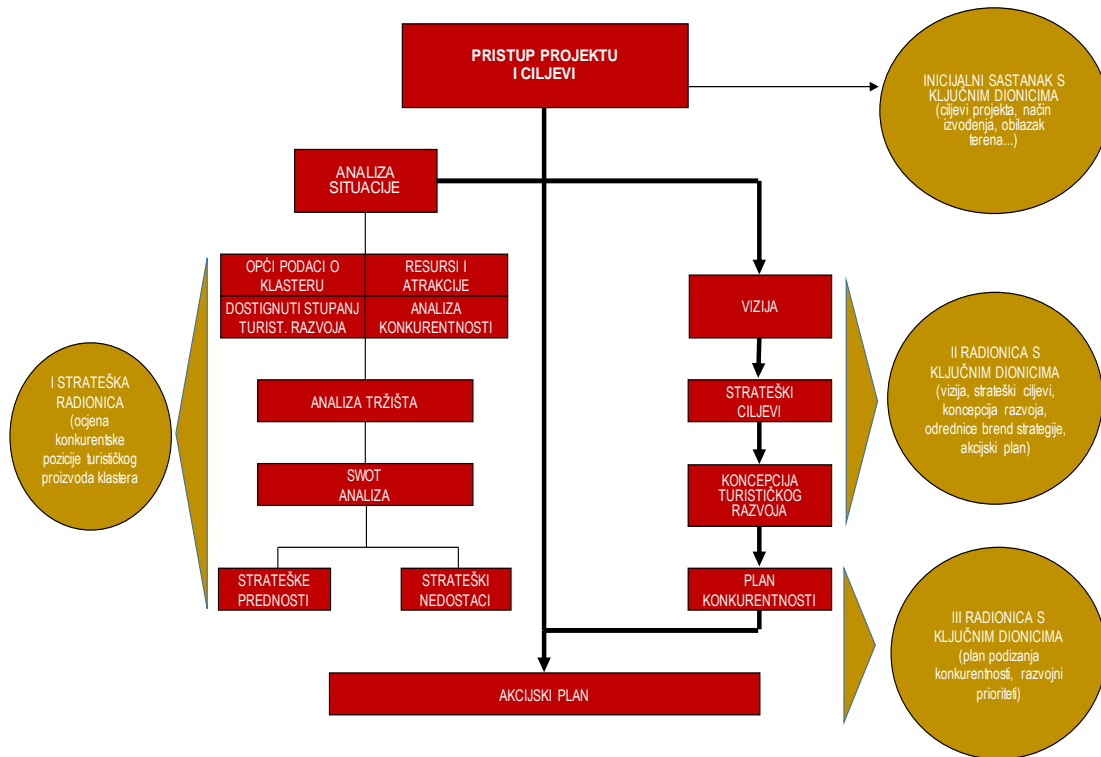 PRISTUP PROJEKTU
I CILJEVI
INICIJALNI SASTANAK S
KLJUČNIM DIONICIMA
(ciljevi projekta, način
izvođenja, obilazak
terena...)
ANALIZA
SITUACIJE
OPĆI PODACI O
KLASTERU
RESURSI I
ATRAKCIJE
DOSTIGNUTI STUPANJ
TURIST. RAZVOJA
ANALIZA
KONKURENTNOSTI
VIZIJA
I STRATEŠKA
RADIONICA
(ocjena
konkurentske
pozicije turističkog
proizvoda klastera
ANALIZA TRŽIŠTA
STRATEŠKI
CILJEVI
II RADIONICA S
KLJUČNIM DIONICIMA
(vizija, strateški ciljevi,
koncepcija razvoja,
odrednice brend strategije,
akcijski plan)
SWOT
ANALIZA
KONCEPCIJA
TURISTIČKOG
RAZVOJA
STRATEŠKE
PREDNOSTI
STRATEŠKI
NEDOSTACI
PLAN
KONKURENTNOSTI
III RADIONICA S
KLJUČNIM DIONICIMA
(plan podizanja
konkurentnosti, razvojni
prioriteti)
AKCIJSKI PLAN